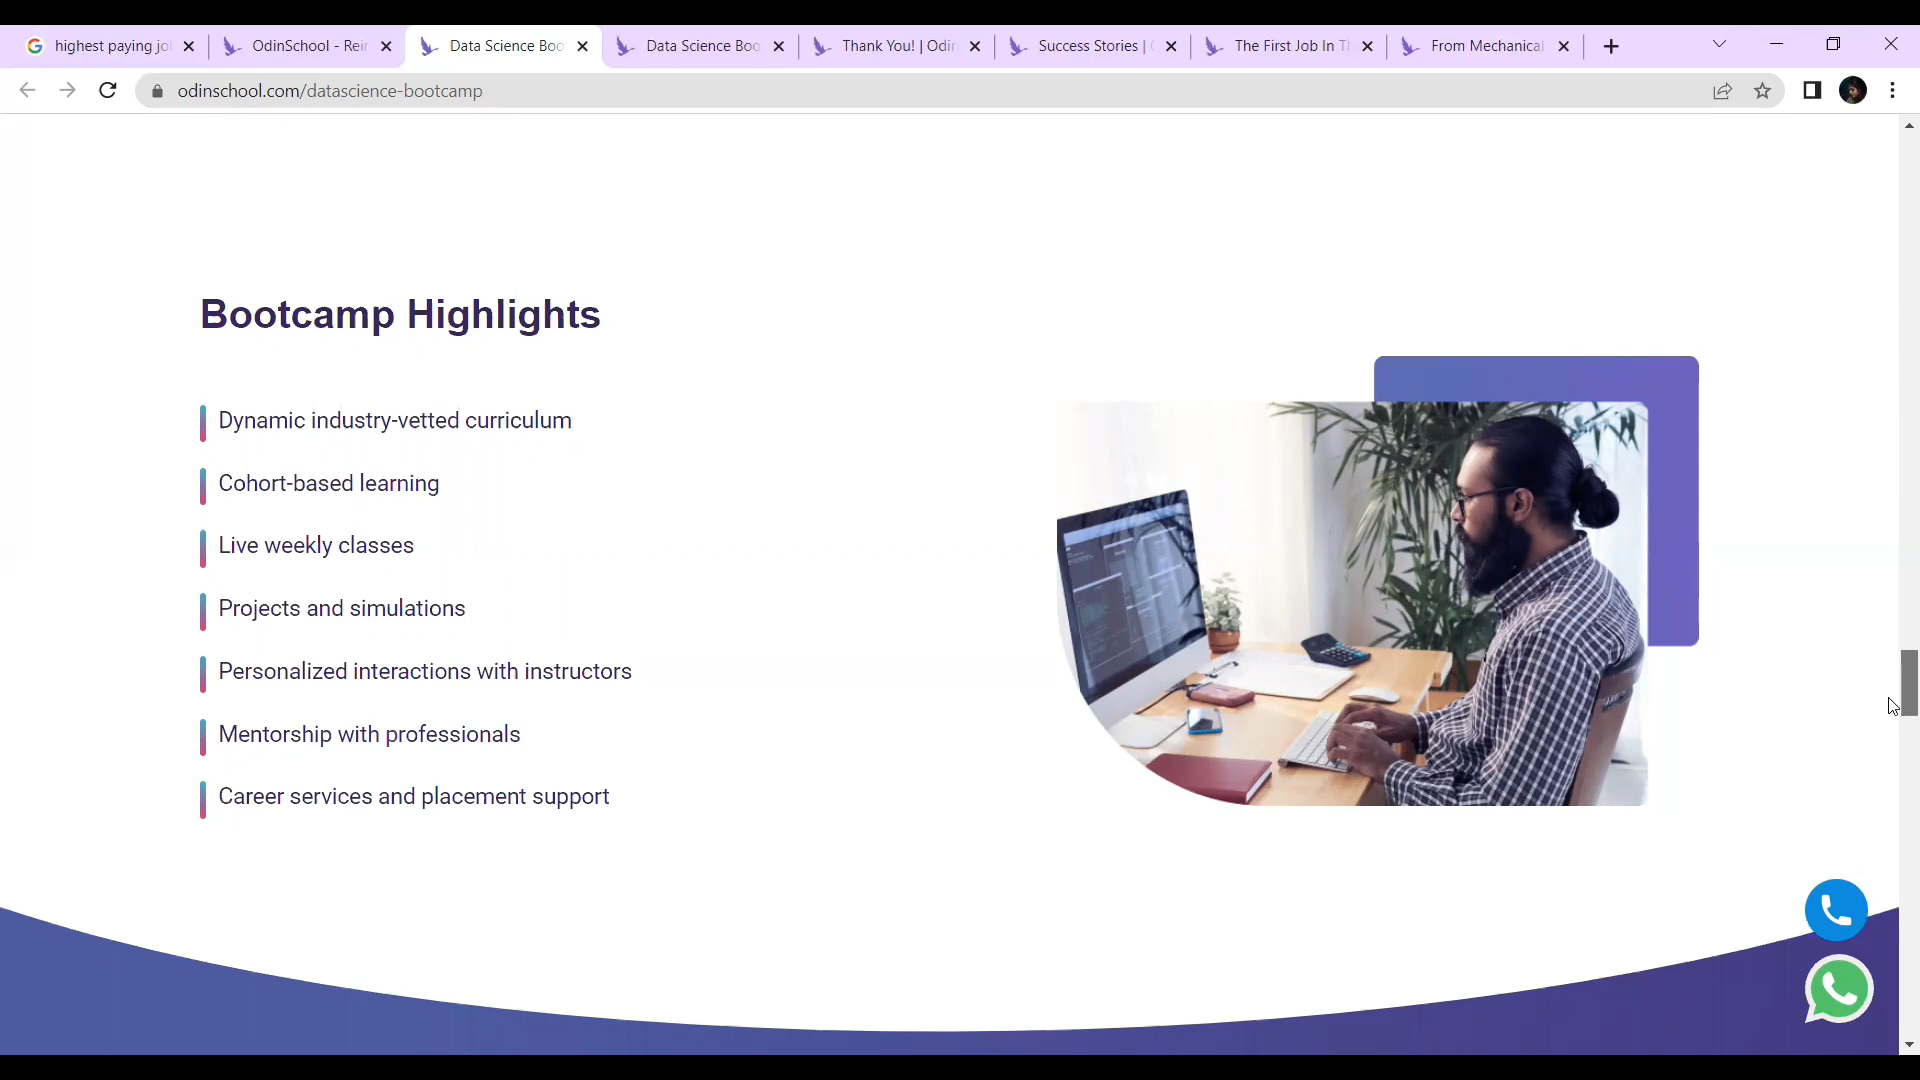 highest paying jo
OdinSchool - Rein
Data Science Boo
Data Science Boo
Thank You! | Odin
Success Stories |
The First Job In T
From Mechanical
odinschool.com/datascience-bootcamp
Bootcamp Highlights
Dynamic industry-vetted curriculum
Cohort-based learning
Live weekly classes
Projects and simulations
Personalized interactions with instructors
Mentorship with professionals
Career services and placement support